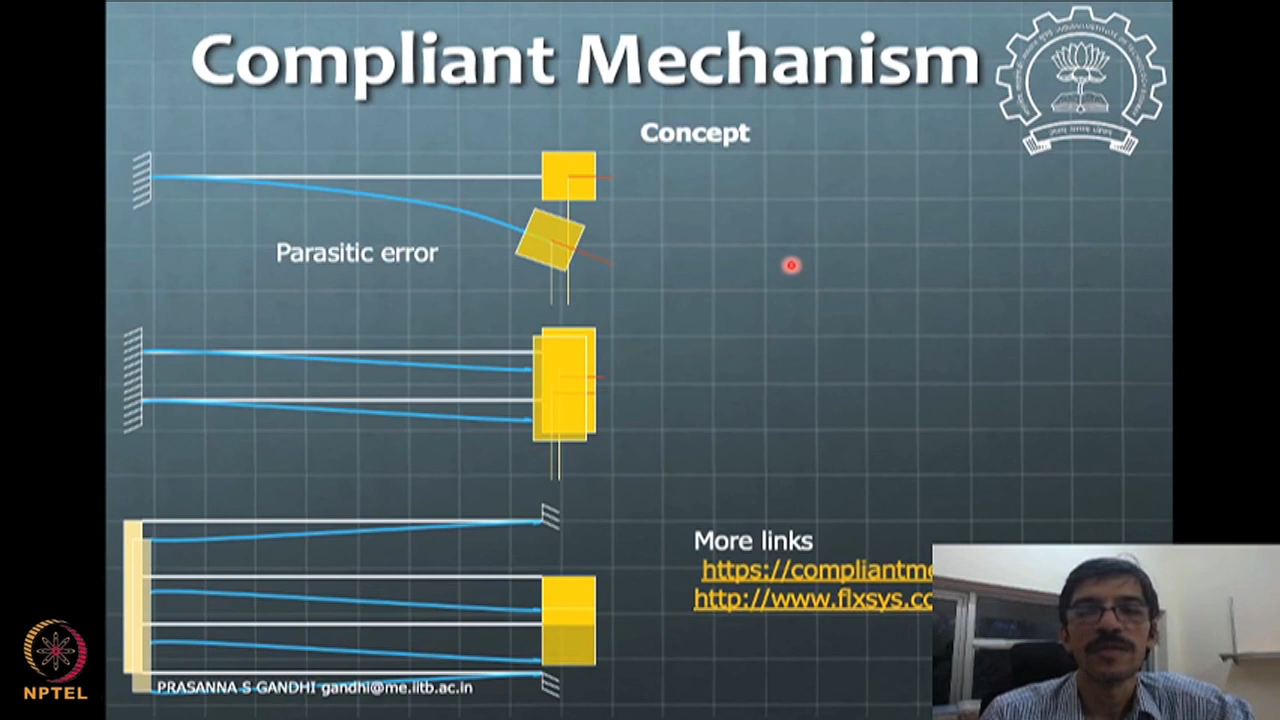 Compliant Mechanism
Concept
Parasitic error
More links
https://compliantme
http://www.flxsys.co
PRASANNA S GANDHI gandhi@me.iitb.ac.in
NPTEL